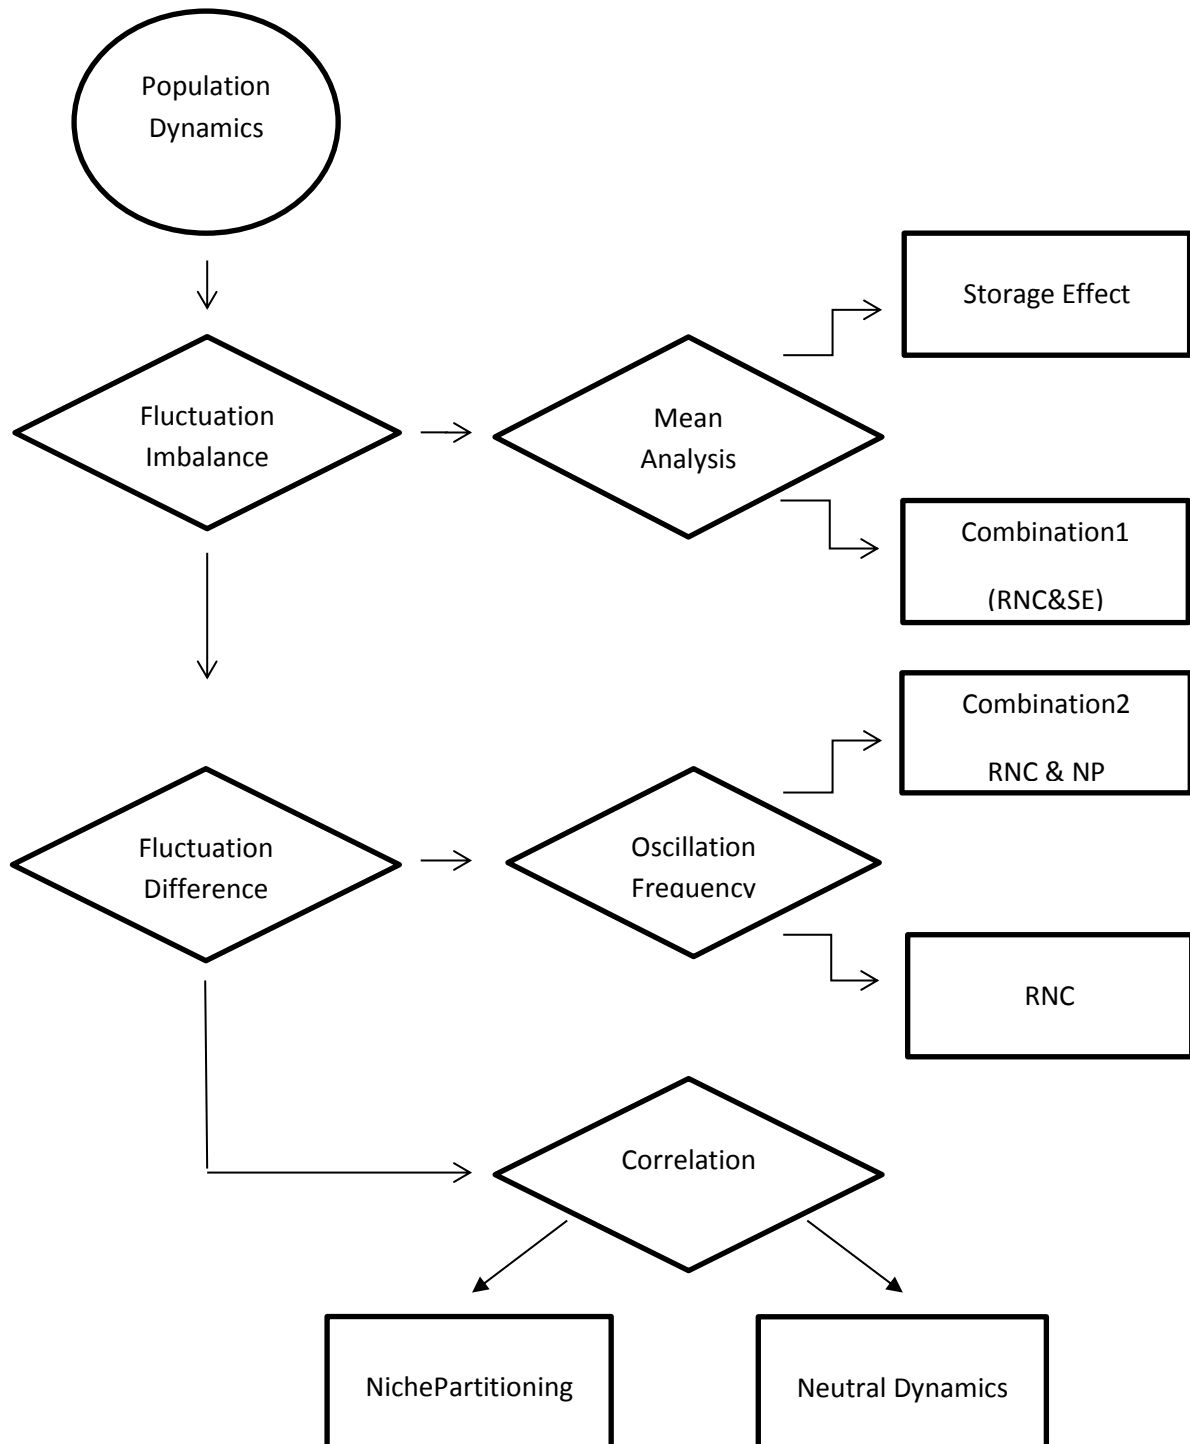 Population
Dynamics
Storage Effect
Fluctuation
Imbalance
Mean
Analysis
Combination1
(RNC&SE)
Combination2
RNC & NP
Fluctuation
Difference
Oscillation
Frequency
RNC
Correlation
NichePartitioning
Neutral Dynamics